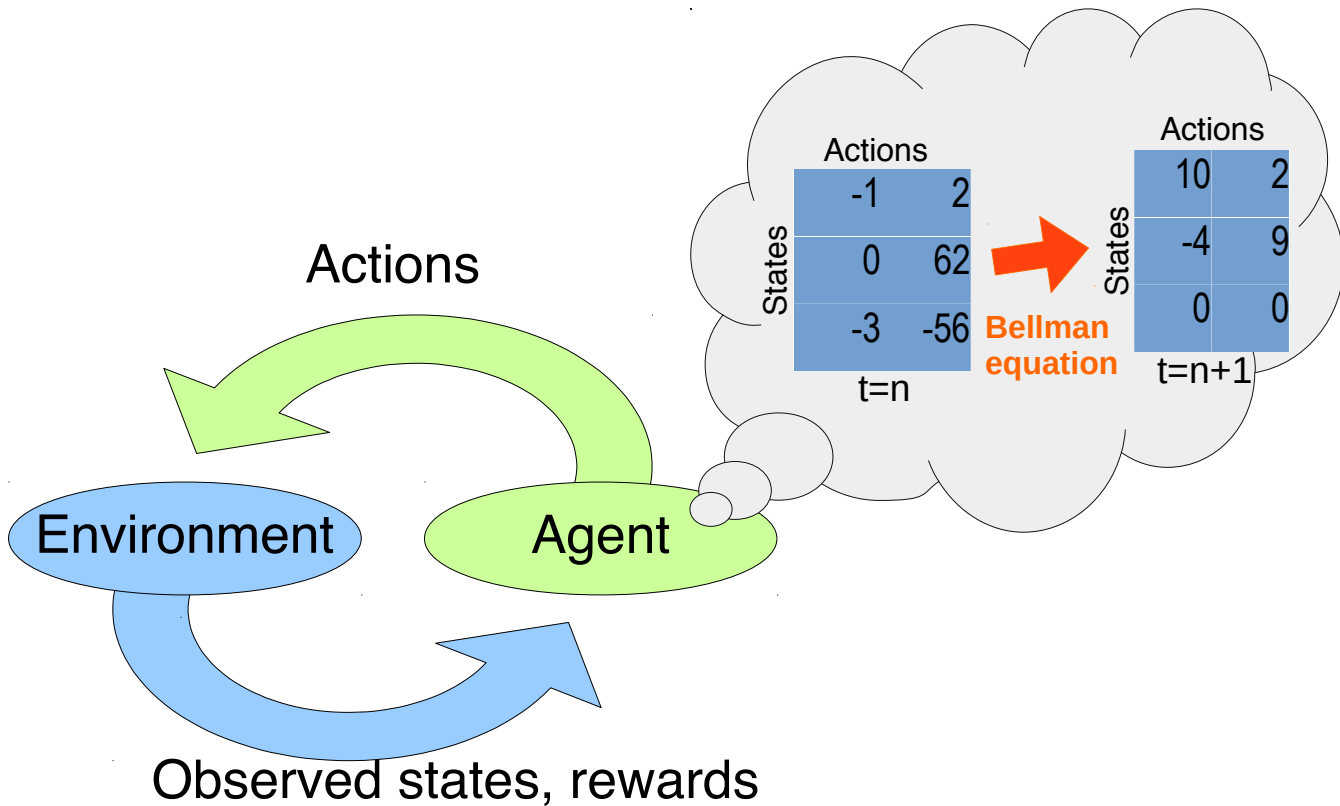 Actions
-1 2
States
0 62
-3 -56
t=n
Bellman
equation
Actions
10 2
States
-4 9
0 0
t=n+1
Actions
Environment
Agent
Observed states, rewards